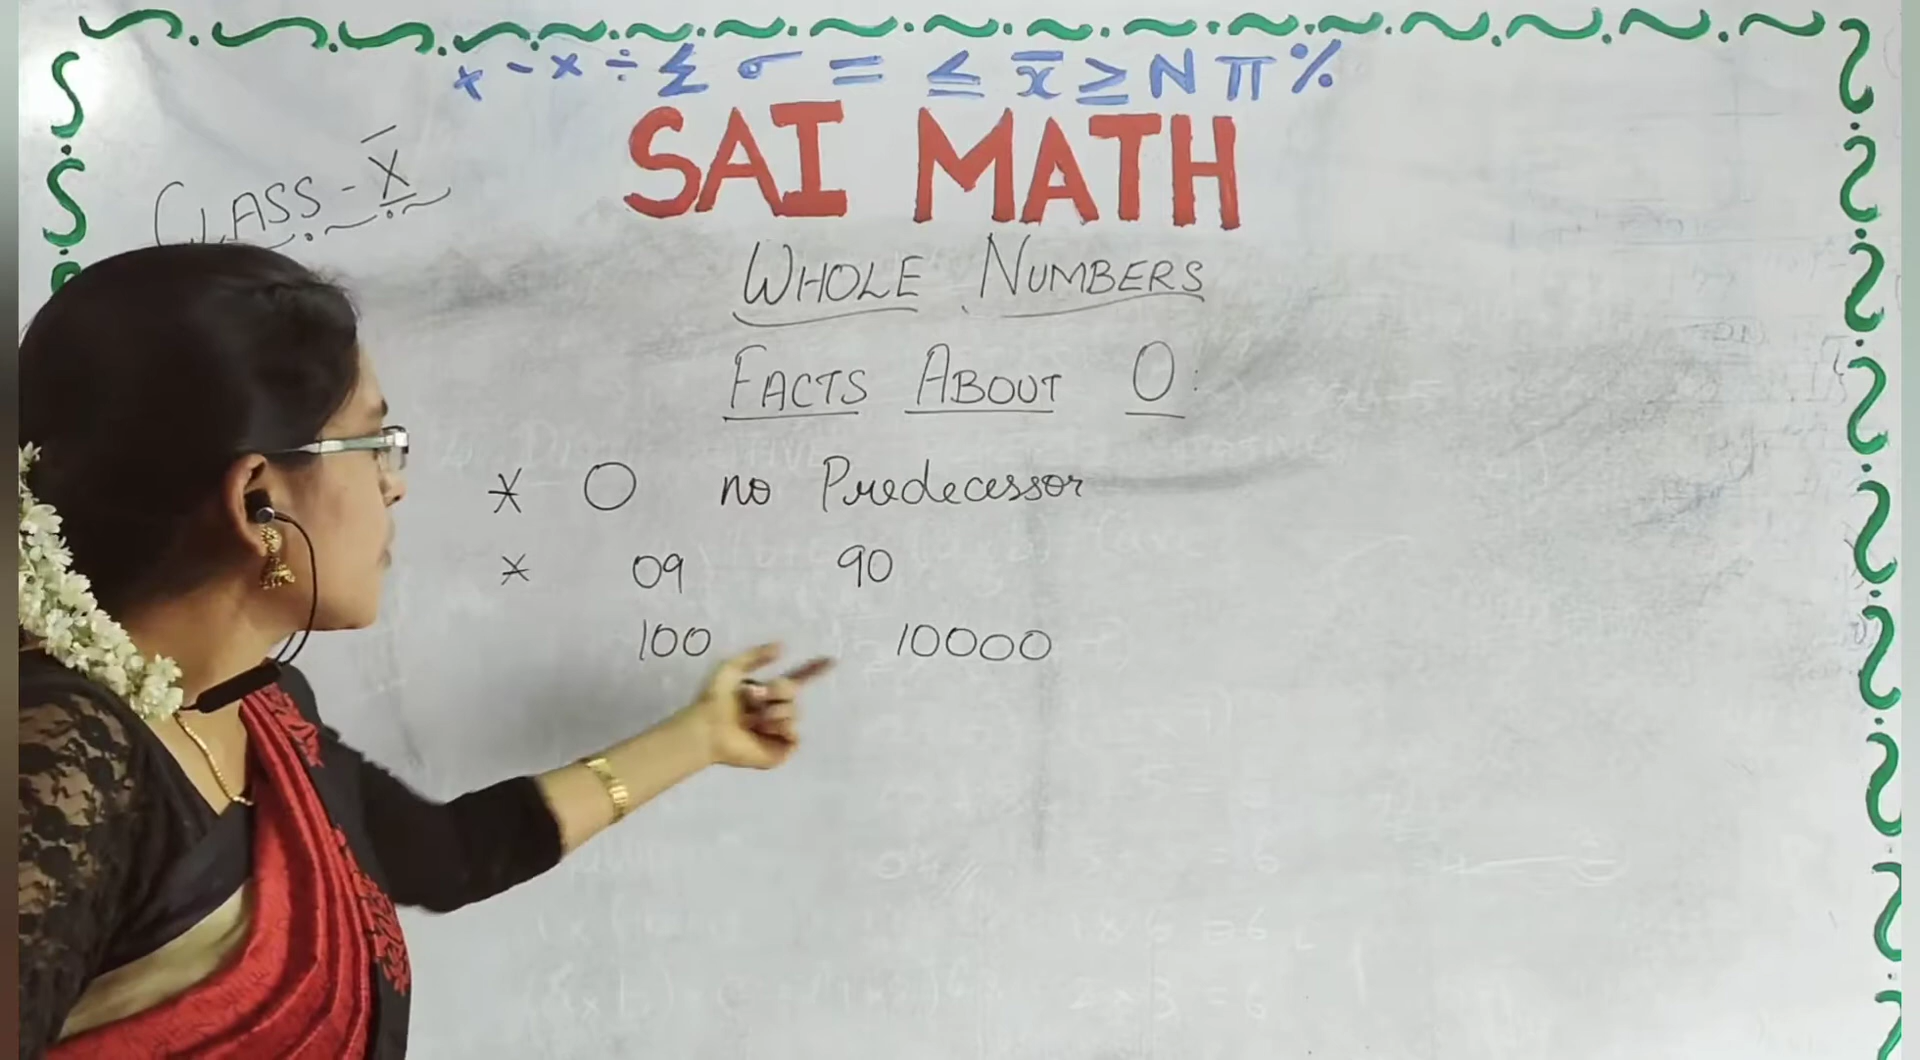 + - × ÷ Σ σ = ≤ x̄ ≥ N π %
SAI MATH
CLASS - X
WHOLE NUMBERS
FACTS ABOUT 0:
* 0 no Predecessor
* 09 90
100 10000